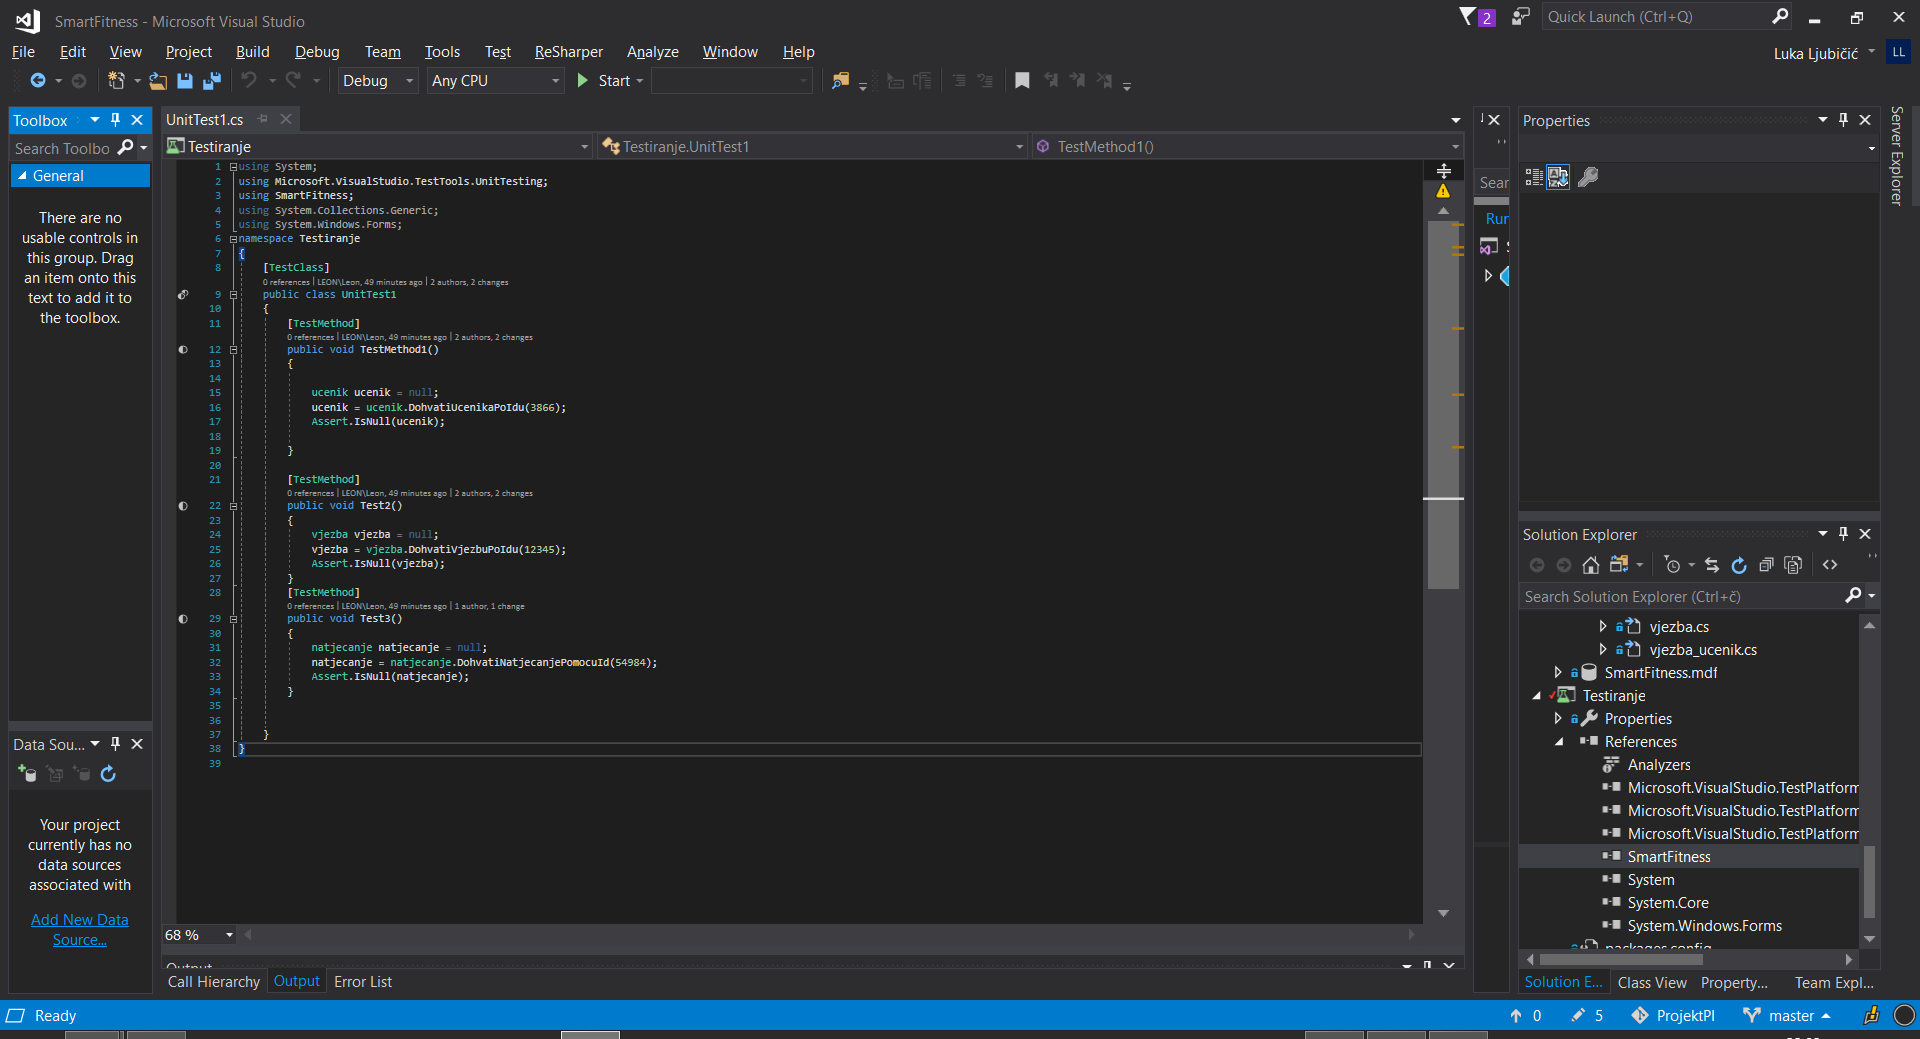 SmartFitness - Microsoft Visual Studio
2
Quick Launch (Ctrl+Q)
File Edit View Project Build Debug Team Tools Test ReSharper Analyze Window Help
Luka Ljubičić
LL
Debug
Any CPU
Start
Toolbox
Search Toolbo
General
There are no
usable controls in
this group. Drag
an item onto this
text to add it to
the toolbox.
Data Sou...
Your project
currently has no
data sources
associated with
Add New Data
Source...
UnitTest1.cs
Testiranje
Testiranje.UnitTest1
TestMethod1()
1 using System;
2 using Microsoft.VisualStudio.TestTools.UnitTesting;
3 using SmartFitness;
4 using System.Collections.Generic;
5 using System.Windows.Forms;
6 namespace Testiranje
7 {
8 [TestClass]
0 references | LEON\Leon, 49 minutes ago | 2 authors, 2 changes
9 public class UnitTest1
10 {
11 [TestMethod]
0 references | LEON\Leon, 49 minutes ago | 2 authors, 2 changes
12 public void TestMethod1()
13 {
14
15 ucenik ucenik = null;
16 ucenik = ucenik.DohvatiUcenikaPoIdu(3866);
17 Assert.IsNull(ucenik);
18
19 }
20
21 [TestMethod]
0 references | LEON\Leon, 49 minutes ago | 2 authors, 2 changes
22 public void Test2()
23 {
24 vjezba vjezba = null;
25 vjezba = vjezba.DohvatiVjezbuPoIdu(12345);
26 Assert.IsNull(vjezba);
27 }
28 [TestMethod]
0 references | LEON\Leon, 49 minutes ago | 1 author, 1 change
29 public void Test3()
30 {
31 natjecanje natjecanje = null;
32 natjecanje = natjecanje.DohvatiNatjecanjePomocuId(54984);
33 Assert.IsNull(natjecanje);
34 }
35
36
37 }
38 }
39
68 %
Output
Call Hierarchy Output Error List
Sear
Rur
Properties
Server Explorer
Solution Explorer
Search Solution Explorer (Ctrl+č)
vjezba.cs
vjezba_ucenik.cs
SmartFitness.mdf
Testiranje
Properties
References
Analyzers
Microsoft.VisualStudio.TestPlatform
Microsoft.VisualStudio.TestPlatform
Microsoft.VisualStudio.TestPlatform
SmartFitness
System
System.Core
System.Windows.Forms
packages.config
Solution E... Class View Property... Team Expl...
Ready
0
5
ProjektPI
master